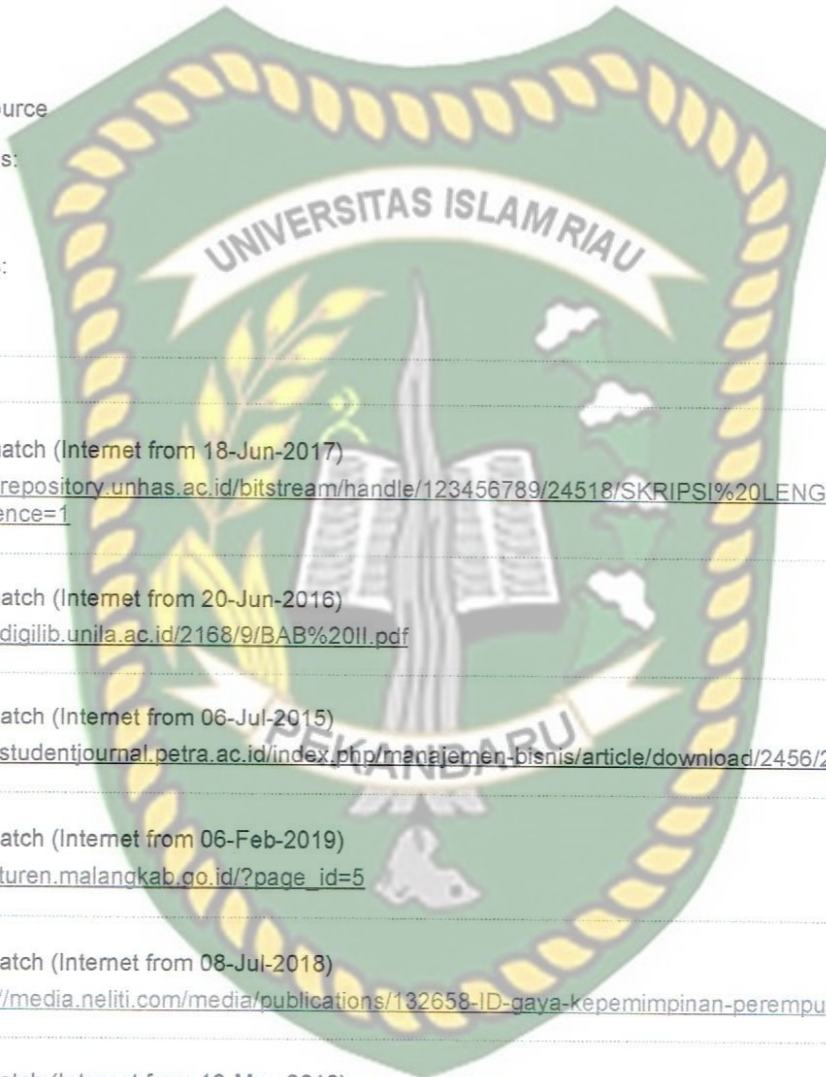 ource
s:
:
UNIVERSITAS ISLAM RIAU
atch (Internet from 18-Jun-2017)
repository.unhas.ac.id/bitstream/handle/123456789/24518/SKRIPSI%20LENG
ence=1
atch (Internet from 20-Jun-2016)
digilib.unila.ac.id/2168/9/BAB%20II.pdf
atch (Internet from 06-Jul-2015)
studentjournal.petra.ac.id/index.php/manajemen-bisnis/article/download/2456/2
PEKANBARU
atch (Internet from 06-Feb-2019)
turen.malangkab.go.id/?page_id=5
atch (Internet from 08-Jul-2018)
//media.neliti.com/media/publications/132658-ID-gaya-kepemimpinan-perempu